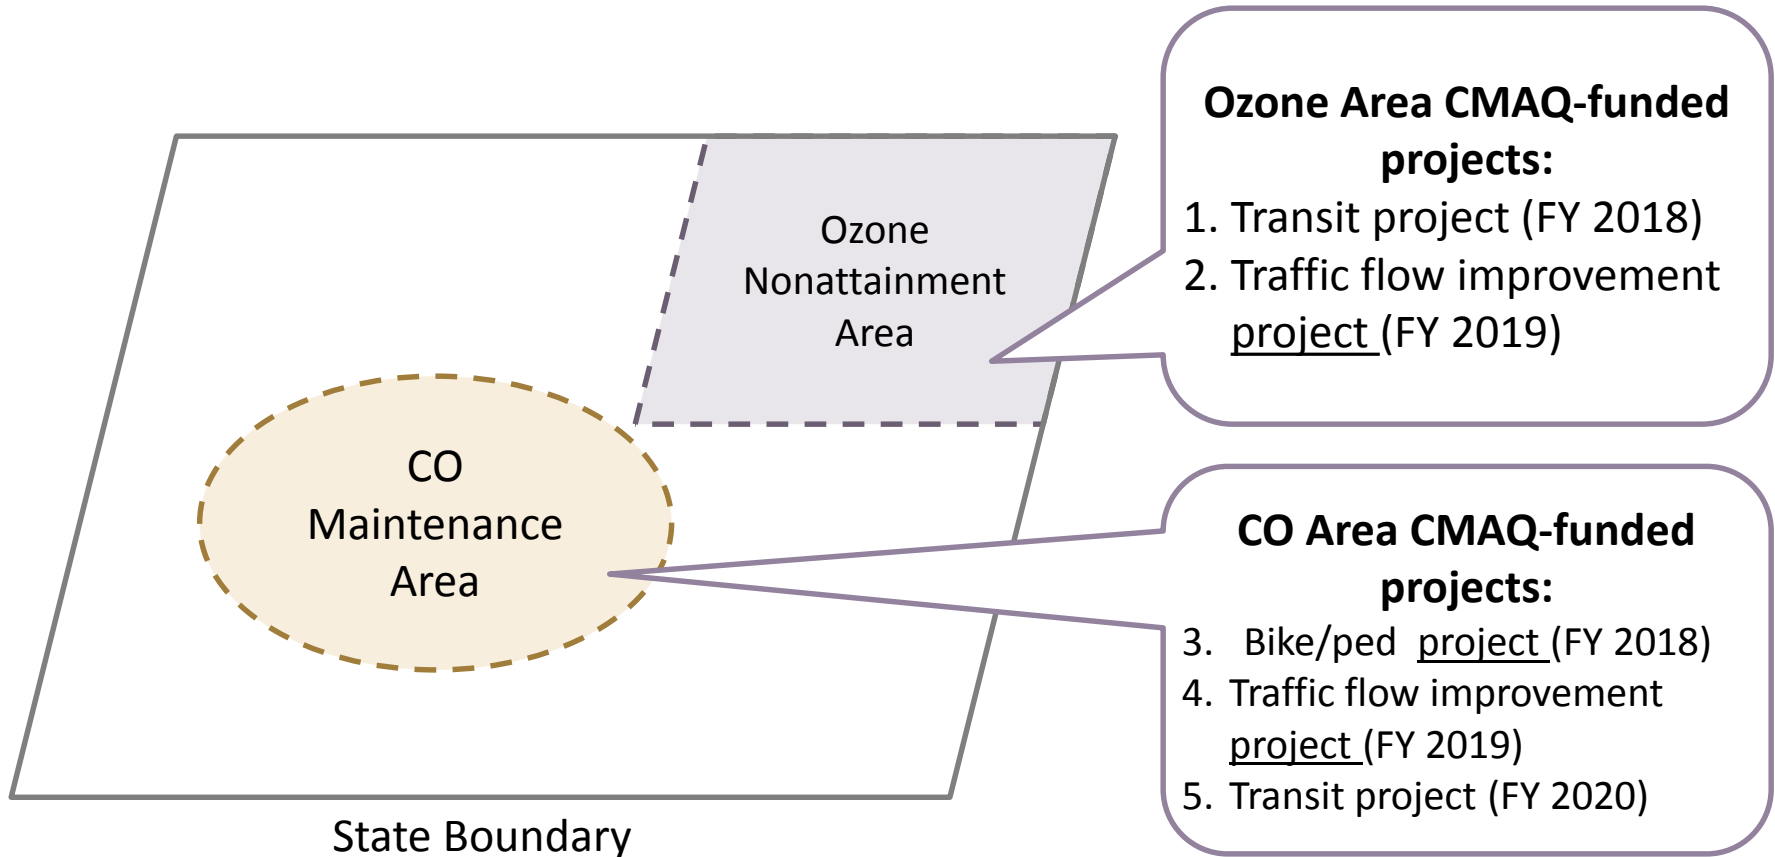 Ozone Area CMAQ-funded
projects:
1. Transit project (FY 2018)
2. Traffic flow improvement
project (FY 2019)
Ozone
Nonattainment
Area
CO
Maintenance
Area
CO Area CMAQ-funded
projects:
3. Bike/ped project (FY 2018)
4. Traffic flow improvement
project (FY 2019)
5. Transit project (FY 2020)
State Boundary